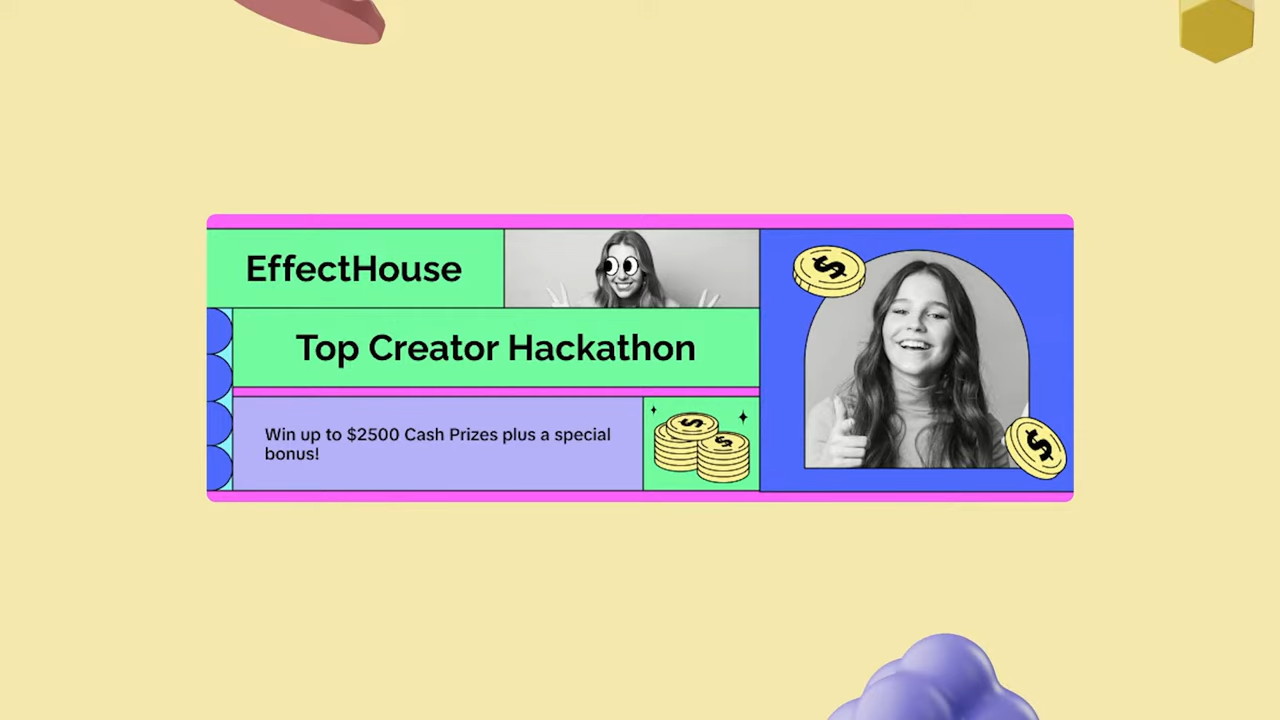 EffectHouse
Top Creator Hackathon
Win up to $2500 Cash Prizes plus a special
bonus!